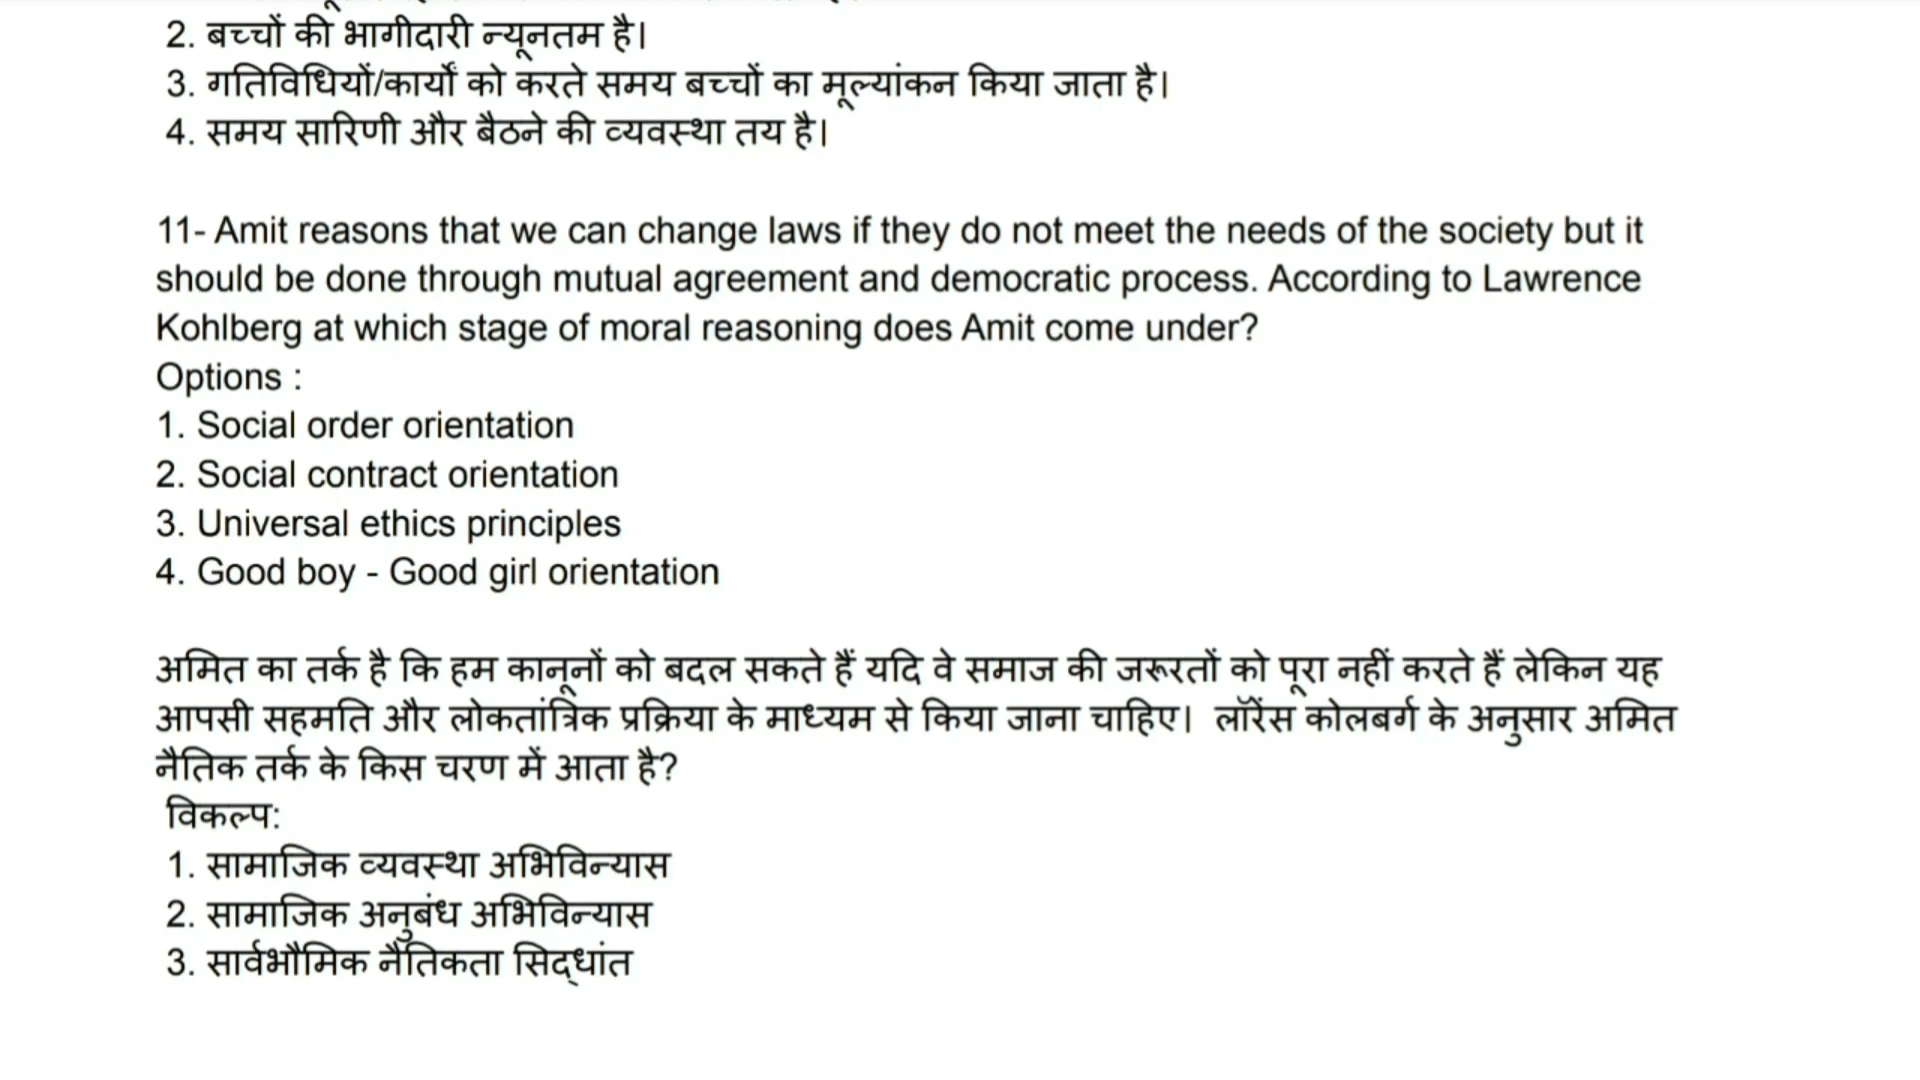 2. बच्चों की भागीदारी न्यूनतम है।
3. गतिविधियों/कार्यों को करते समय बच्चों का मूल्यांकन किया जाता है।
4. समय सारिणी और बैठने की व्यवस्था तय है।
11- Amit reasons that we can change laws if they do not meet the needs of the society but it
should be done through mutual agreement and democratic process. According to Lawrence
Kohlberg at which stage of moral reasoning does Amit come under?
Options :
1. Social order orientation
2. Social contract orientation
3. Universal ethics principles
4. Good boy - Good girl orientation
अमित का तर्क है कि हम कानूनों को बदल सकते हैं यदि वे समाज की जरूरतों को पूरा नहीं करते हैं लेकिन यह
आपसी सहमति और लोकतांत्रिक प्रक्रिया के माध्यम से किया जाना चाहिए। लॉरेंस कोलबर्ग के अनुसार अमित
नैतिक तर्क के किस चरण में आता है?
विकल्प:
1. सामाजिक व्यवस्था अभिविन्यास
2. सामाजिक अनुबंध अभिविन्यास
3. सार्वभौमिक नैतिकता सिद्धांत